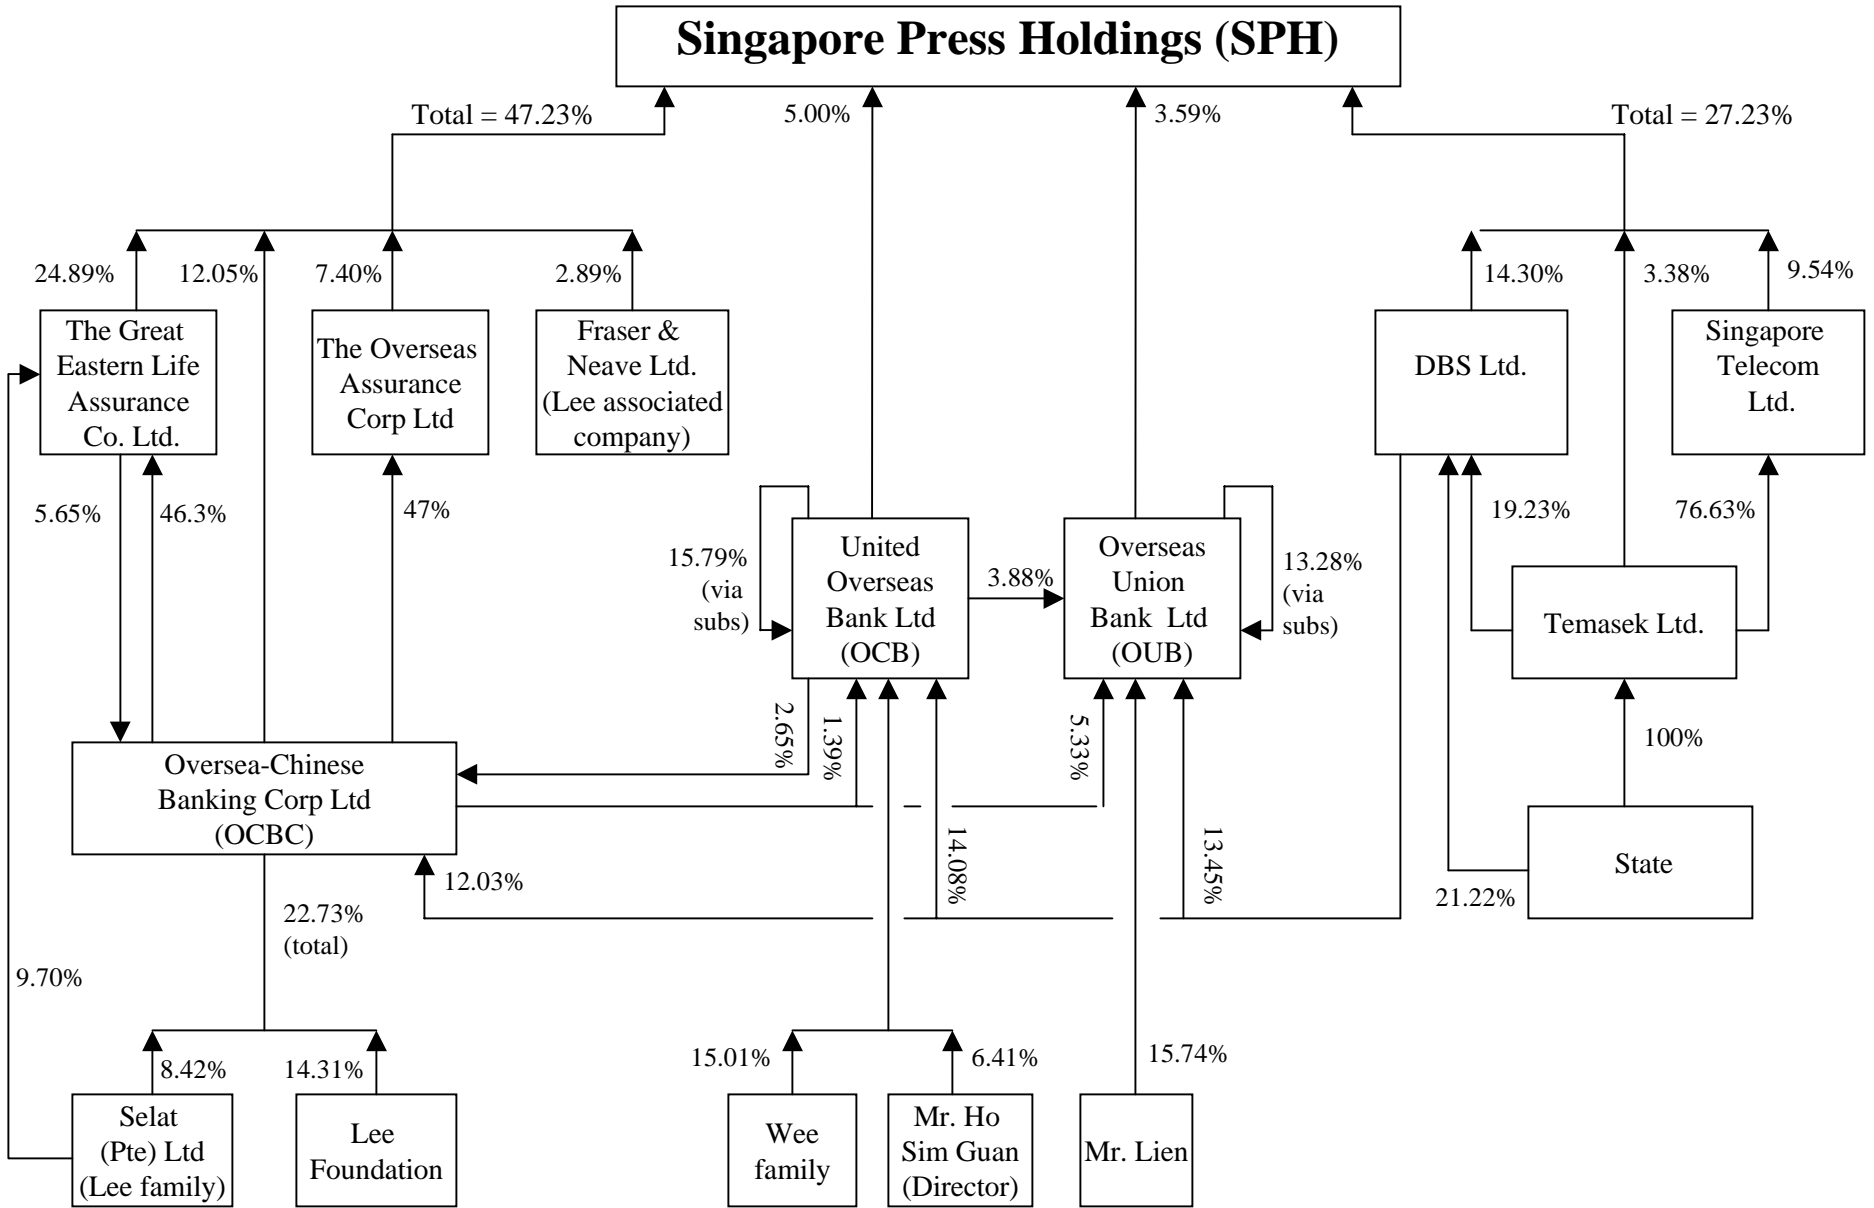 Singapore Press Holdings (SPH)
Total = 47.23%
5.00%
3.59%
Total = 27.23%
24.89%
12.05%
7.40%
2.89%
14.30%
3.38%
9.54%
The Great
Eastern Life
Assurance
Co. Ltd.
The Overseas
Assurance
Corp Ltd
Fraser &
Neave Ltd.
(Lee associated
company)
DBS Ltd.
Singapore
Telecom
Ltd.
5.65%
46.3%
47%
15.79%
(via
subs)
United
Overseas
Bank Ltd
(OCB)
3.88%
Overseas
Union
Bank Ltd
(OUB)
13.28%
(via
subs)
19.23%
76.63%
Temasek Ltd.
2.65%
1.39%
5.33%
100%
Oversea-Chinese
Banking Corp Ltd
(OCBC)
12.03%
14.08%
13.45%
State
21.22%
22.73%
(total)
9.70%
8.42%
14.31%
15.01%
6.41%
15.74%
Selat
(Pte) Ltd
(Lee family)
Lee
Foundation
Wee
family
Mr. Ho
Sim Guan
(Director)
Mr. Lien